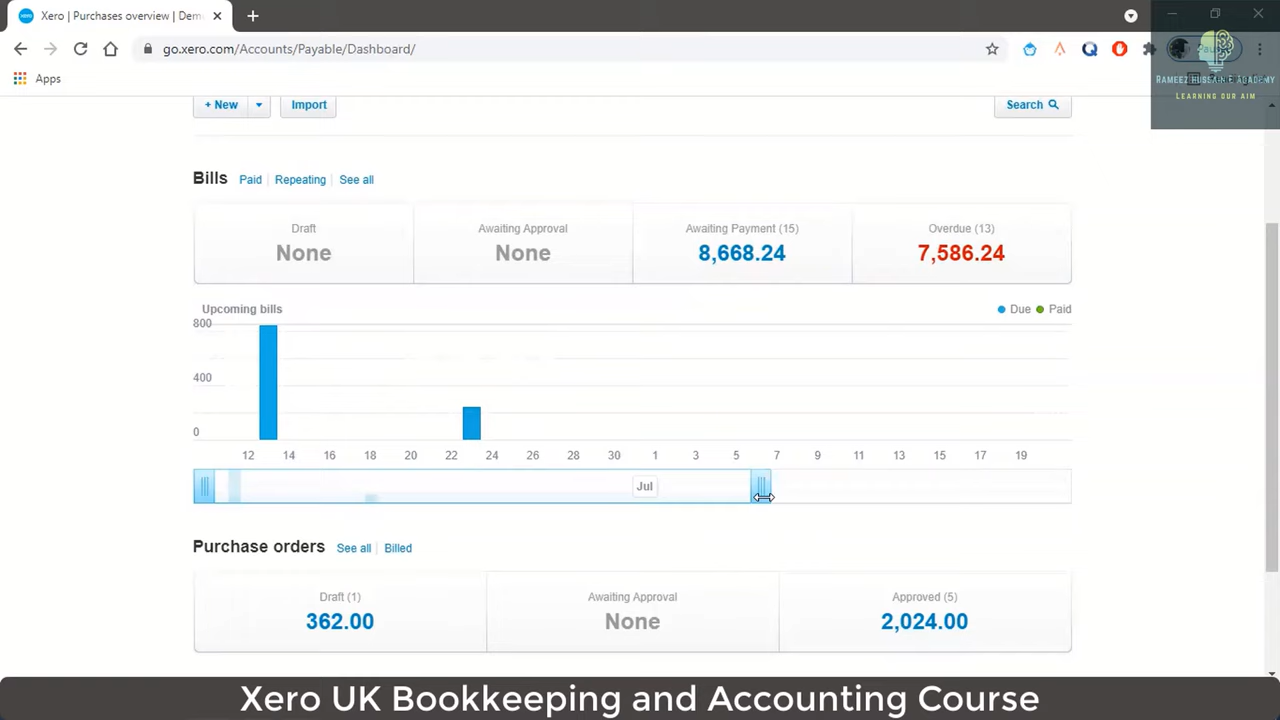 xero Xero | Purchases overview | Dem
go.xero.com/Accounts/Payable/Dashboard/
Apps
RAMEEZ HUSSAIN E ACADEMY
LEARNING OUR AIM
+ New
Import
Search
Bills Paid Repeating See all
Draft
None
Awaiting Approval
None
Awaiting Payment (15)
8,668.24
Overdue (13)
7,586.24
Upcoming bills
Due Paid
800
400
0
12 14 16 18 20 22 24 26 28 30 1 3 5 7 9 11 13 15 17 19
Jul
Purchase orders See all Billed
Draft (1)
362.00
Awaiting Approval
None
Approved (5)
2,024.00
Xero UK Bookkeeping and Accounting Course